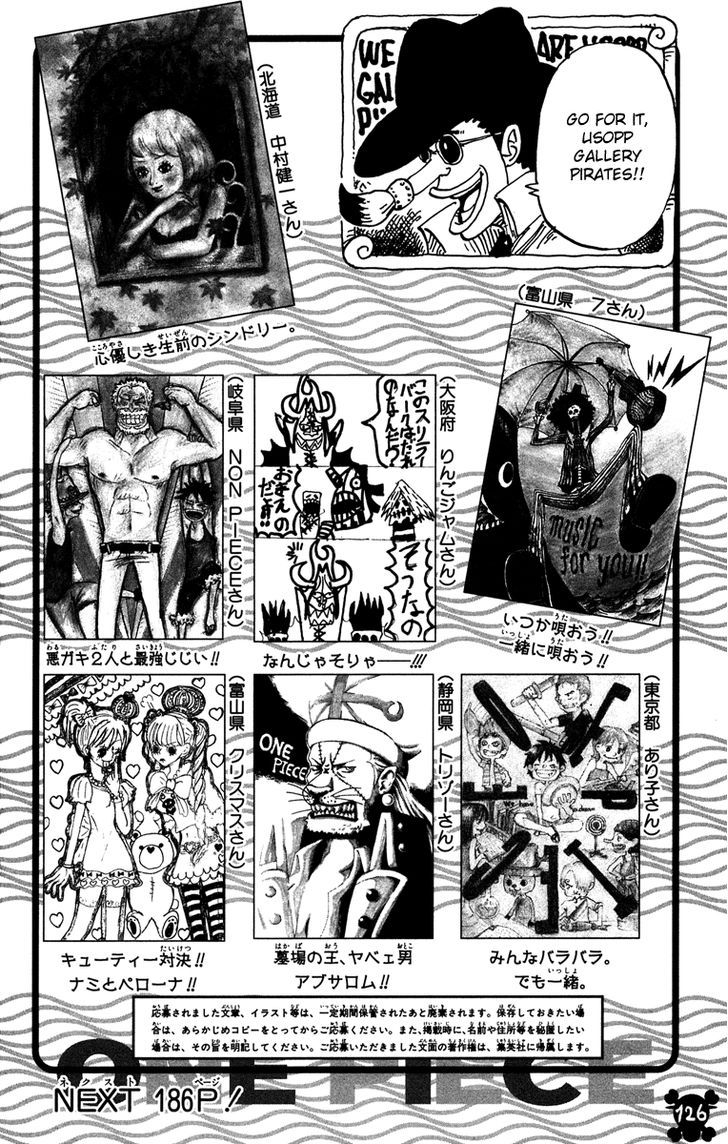 WE ARE USOPP
GAL
P
GO FOR IT,
USOPP
GALLERY
PIRATES!!
(北海道 中村健一さん)
心優しき生前のシンドリー。
(富山県 7さん)
music
for you!!
いつか唄おう!!
一緒に唄おう!!
(大阪府 りんごジャムさん)
このスリラー
バークはだれ
のなんだ!?
おまえの
だぞ!!
そつなの
なんじゃそりゃ——!!!
(岐阜県 NON PIECEさん)
悪ガキ2人と最強じじい!!
(富山県 クリスマスさん)
キューティー対決!!
ナミとペローナ!!
(静岡県 トリゾーさん)
ONE
PIECE
墓場の王、ヤベェ男
アブサロム!!
(東京都 あり子さん)
みんなバラバラ。
でも一緒。
応募されました文章、イラスト等は、一定期間保管されたあと廃棄されます。保存しておきたい場
合は、あらかじめコピーをとってからご応募ください。また、掲載時に、名前や住所等を秘匿したい
場合は、その旨を明記してください。ご応募いただきました文面の著作権は、集英社に帰属します。
ONE PIECE
NEXT 186P!
126